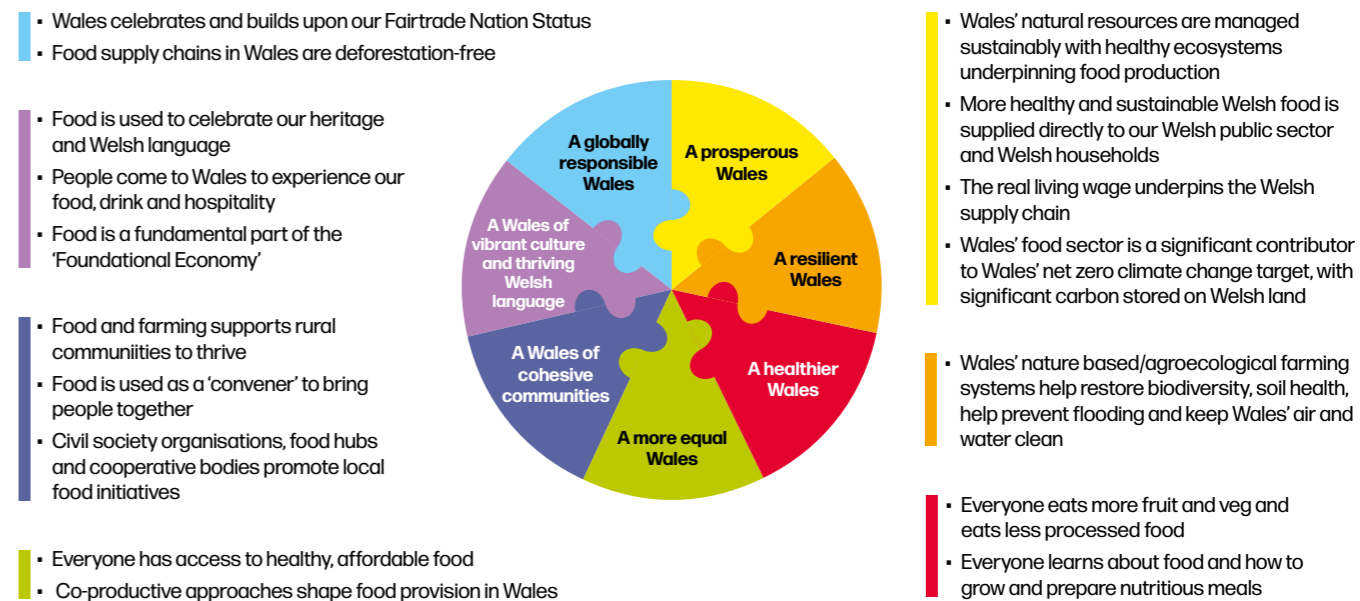 ▪ Wales celebrates and builds upon our Fairtrade Nation Status
▪ Food supply chains in Wales are deforestation-free
▪ Food is used to celebrate our heritage
and Welsh language
▪ People come to Wales to experience our
food, drink and hospitality
▪ Food is a fundamental part of the
‘Foundational Economy’
▪ Food and farming supports rural
communiities to thrive
▪ Food is used as a ‘convener’ to bring
people together
▪ Civil society organisations, food hubs
and cooperative bodies promote local
food initiatives
▪ Everyone has access to healthy, affordable food
▪ Co-productive approaches shape food provision in Wales
A globally
responsible
Wales
A prosperous
Wales
A Wales of
vibrant culture
and thriving
Welsh
language
A resilient
Wales
A Wales of
cohesive
communities
A healthier
Wales
A more equal
Wales
▪ Wales’ natural resources are managed
sustainably with healthy ecosystems
underpinning food production
▪ More healthy and sustainable Welsh food is
supplied directly to our Welsh public sector
and Welsh households
▪ The real living wage underpins the Welsh
supply chain
▪ Wales’ food sector is a significant contributor
to Wales’ net zero climate change target, with
significant carbon stored on Welsh land
▪ Wales’ nature based/agroecological farming
systems help restore biodiversity, soil health,
help prevent flooding and keep Wales’ air and
water clean
▪ Everyone eats more fruit and veg and
eats less processed food
▪ Everyone learns about food and how to
grow and prepare nutritious meals